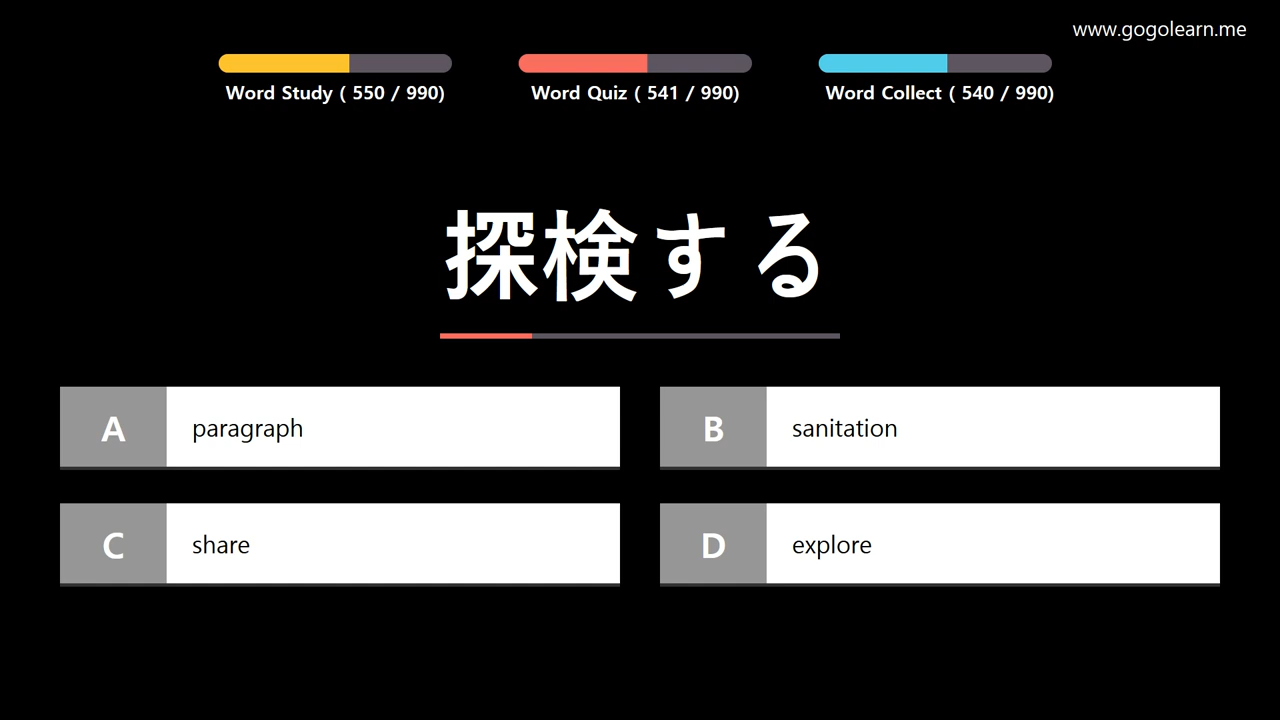 www.gogolearn.me
Word Study ( 550 / 990)
Word Quiz ( 541 / 990)
Word Collect ( 540 / 990)
探検する
A
paragraph
B
sanitation
C
share
D
explore